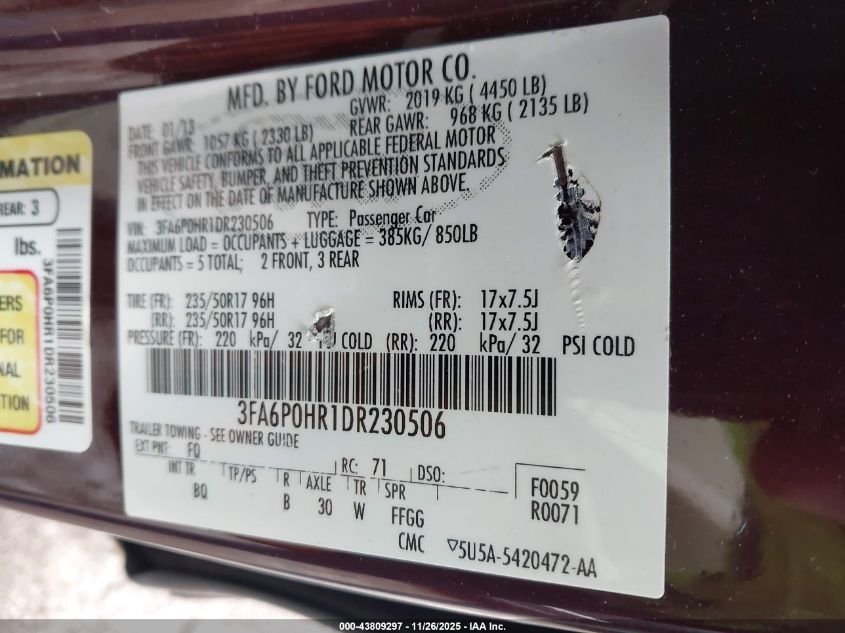 MFD. BY FORD MOTOR CO.
DATE: 01/13 GVWR: 2019 KG ( 4450 LB)
FRONT GAWR: 1057 KG ( 2330 LB) REAR GAWR: 968 KG ( 2135 LB)
THIS VEHICLE CONFORMS TO ALL APPLICABLE FEDERAL MOTOR
VEHICLE SAFETY, BUMPER, AND THEFT PREVENTION STANDARDS
IN EFFECT ON THE DATE OF MANUFACTURE SHOWN ABOVE.
VIN: 3FA6P0HR1DR230506 TYPE: Passenger Car
MAXIMUM LOAD = OCCUPANTS + LUGGAGE = 385KG/ 850LB
OCCUPANTS = 5 TOTAL; 2 FRONT, 3 REAR
TIRE (FR): 235/50R17 96H RIMS (FR): 17x7.5J
(RR): 235/50R17 96H (RR): 17x7.5J
PRESSURE (FR): 220 kPa/ 32 COLD (RR): 220 kPa/ 32 PSI COLD
3FA6P0HR1DR230506
TRAILER TOWING - SEE OWNER GUIDE
EXT PNT: FQ RC: 71 DSO:
INT TR TP/PS R AXLE TR SPR F0059
BQ B 30 W FFGG R0071
CMC ▽5U5A-5420472-AA
MATION
REAR: 3
lbs.
3FA6P0HR1DR230506
ERS
FOR
NAL
TION
000-43809297 - 11/26/2025 - IAA Inc.